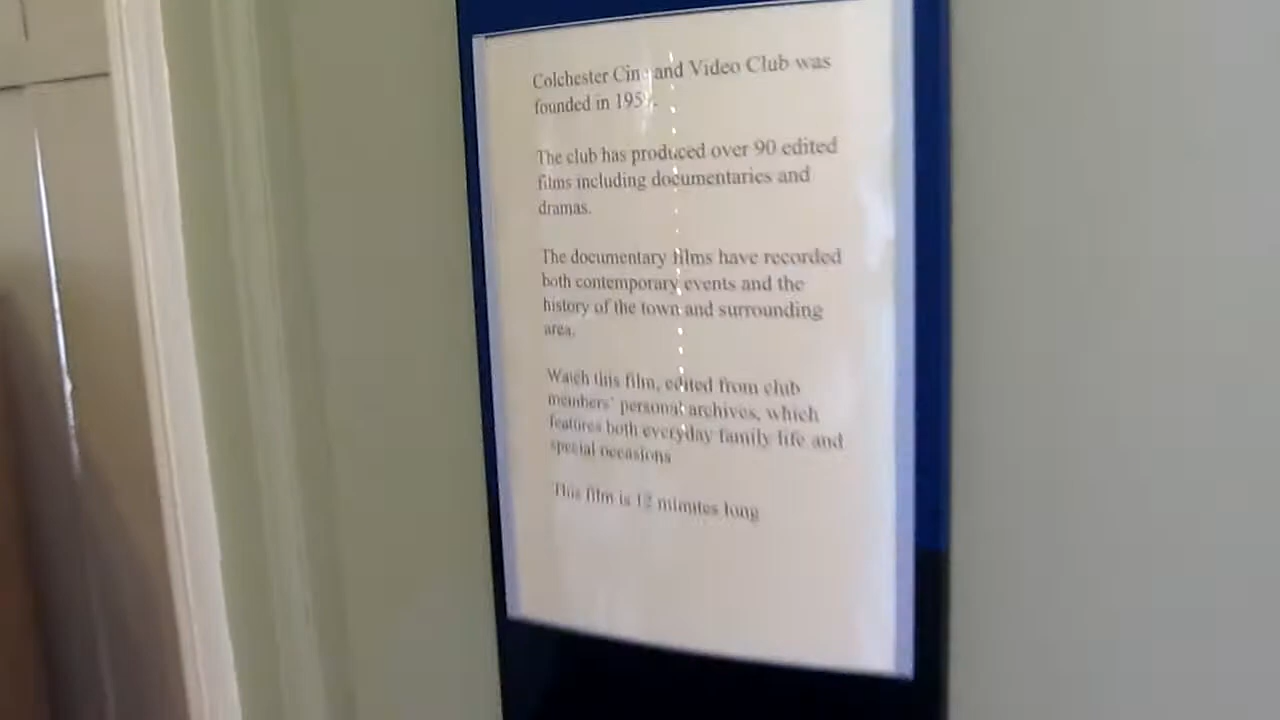 Colchester Cine and Video Club was
founded in
The club has produced over 90 edited
films including documentaries and
dramas.
The documentary films have recorded
both contemporary events and the
history of the town and surrounding
area.
Watch this film, edited from club
members' personal archives, which
features both everyday family life and
special occasions
This film is 12 minutes long